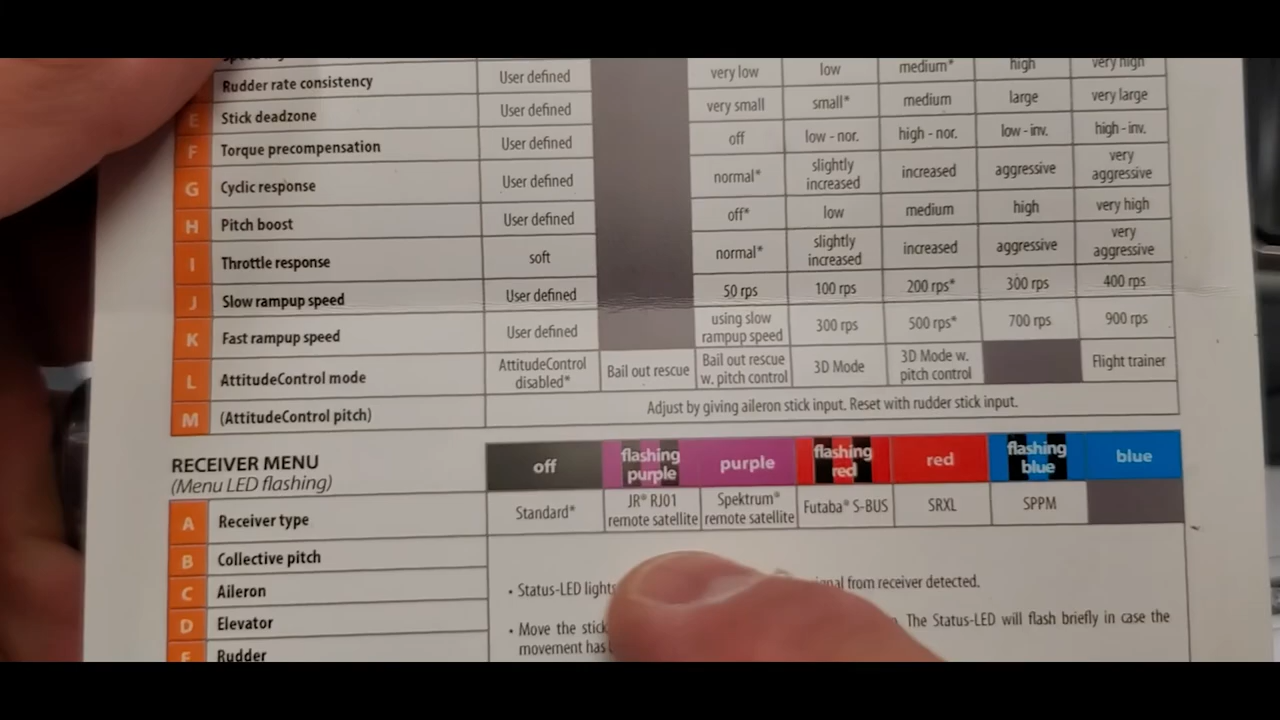 Rudder rate consistency User defined very low low medium* high very high
E Stick deadzone User defined very small small* medium large very large
F Torque precompensation User defined off low - nor. high - nor. low - inv. high - inv.
G Cyclic response User defined normal* slightly increased increased aggressive very aggressive
H Pitch boost User defined off* low medium high very high
I Throttle response soft normal* slightly increased increased aggressive very aggressive
J Slow rampup speed User defined 50 rps 100 rps 200 rps* 300 rps 400 rps
K Fast rampup speed User defined using slow rampup speed 300 rps 500 rps* 700 rps 900 rps
L AttitudeControl mode AttitudeControl disabled* Bail out rescue Bail out rescue w. pitch control 3D Mode 3D Mode w. pitch control Flight trainer
M (AttitudeControl pitch) Adjust by giving aileron stick input. Reset with rudder stick input.
RECEIVER MENU
(Menu LED flashing)
off flashing purple purple flashing red red flashing blue blue
A Receiver type Standard* JR® RJ01 remote satellite Spektrum® remote satellite Futaba® S-BUS SRXL SPPM
B Collective pitch
C Aileron • Status-LED lights from receiver detected.
D Elevator • Move the stick The Status-LED will flash briefly in case the
E Rudder movement has